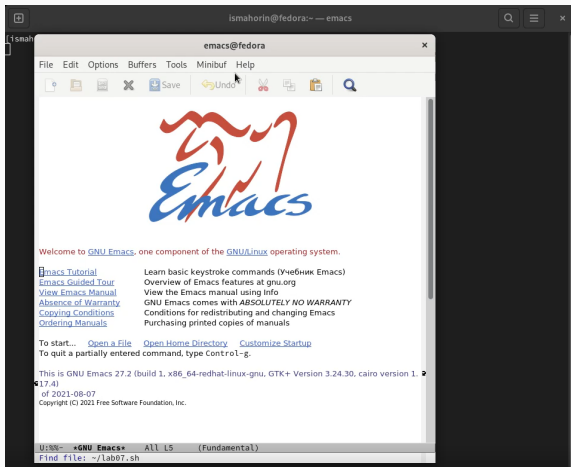 ismahorin@fedora:~ — emacs
[ismah
emacs@fedora
File Edit Options Buffers Tools Minibuf Help
Save Undo
Emacs
Welcome to GNU Emacs, one component of the GNU/Linux operating system.
Emacs Tutorial Learn basic keystroke commands (Учебник Emacs)
Emacs Guided Tour Overview of Emacs features at gnu.org
View Emacs Manual View the Emacs manual using Info
Absence of Warranty GNU Emacs comes with ABSOLUTELY NO WARRANTY
Copying Conditions Conditions for redistributing and changing Emacs
Ordering Manuals Purchasing printed copies of manuals
To start... Open a File Open Home Directory Customize Startup
To quit a partially entered command, type Control-g.
This is GNU Emacs 27.2 (build 1, x86_64-redhat-linux-gnu, GTK+ Version 3.24.30, cairo version 1.
17.4)
of 2021-08-07
Copyright (C) 2021 Free Software Foundation, Inc.
U:%%- *GNU Emacs* All L5 (Fundamental)
Find file: ~/lab07.sh